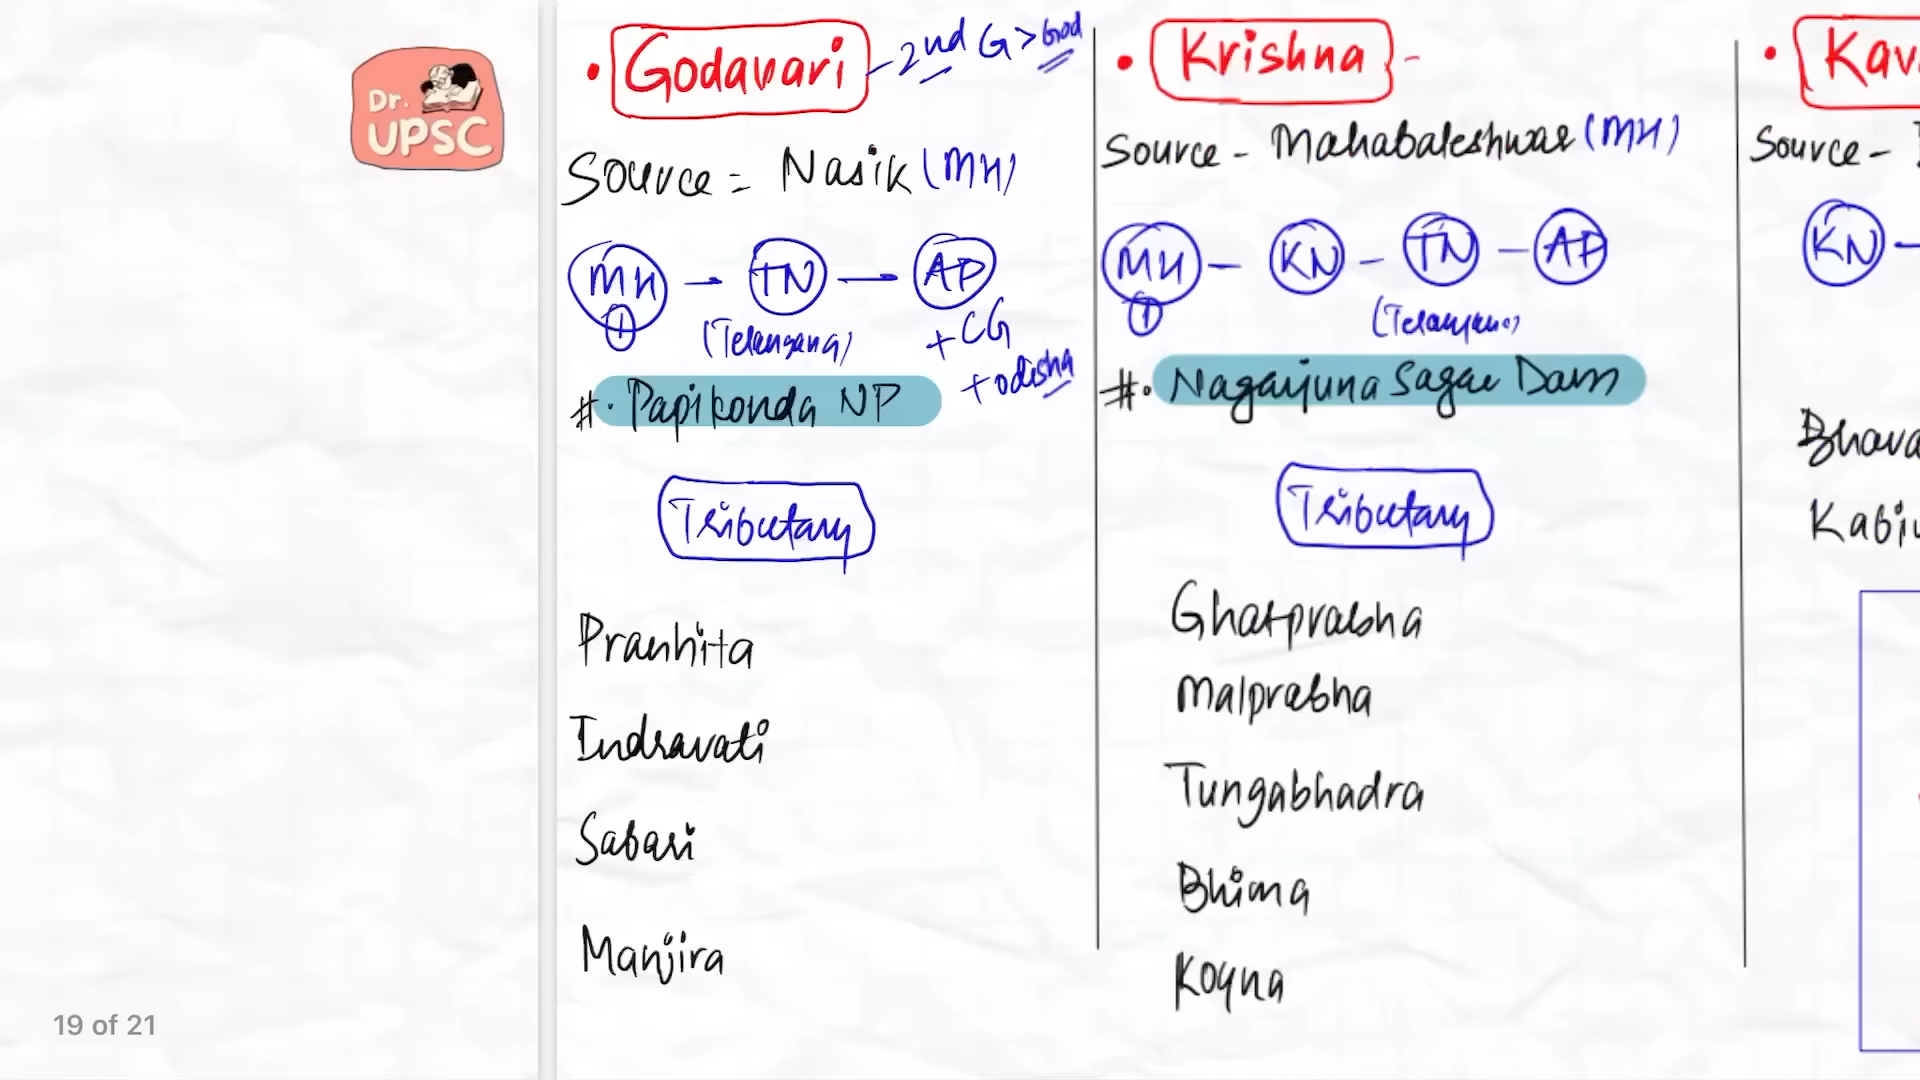 Dr.
UPSC
• Godavari - 2nd G > God
Source = Nasik (MH)
MH → TN → AP
1
(Telangana)
+ CG
+ odisha
# • Papikonda NP
Tributary
Pranhita
Indravati
Sabari
Manjira
• Krishna -
Source - Mahabaleshwar (MH)
MH - KN - TN - AP
1
(Telangana)
# • Nagarjuna Sagar Dam
Tributary
Ghatprabha
Malprabha
Tungabhadra
Bhima
Koyna
• Kav
Source -
KN -
Bhava
Kabi
19 of 21